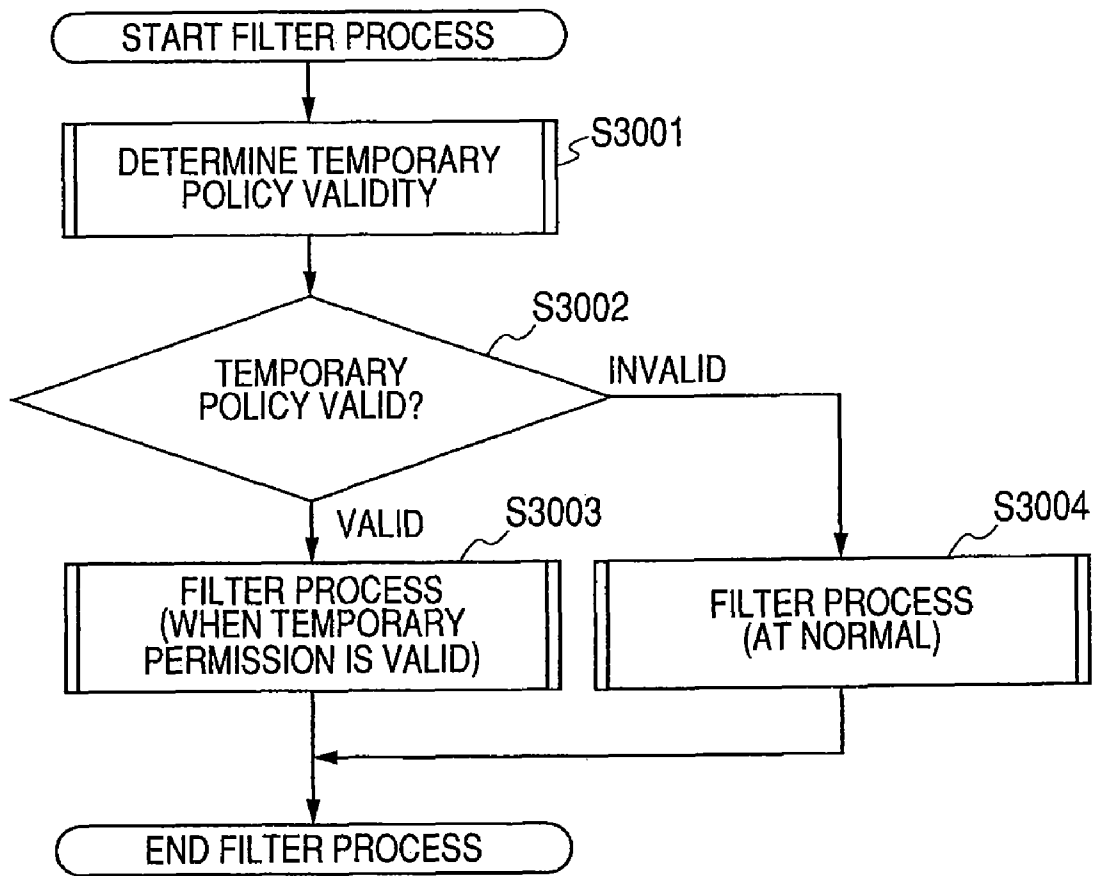 START FILTER PROCESS
S3001
DETERMINE TEMPORARY
POLICY VALIDITY
S3002
TEMPORARY
POLICY VALID?
INVALID
VALID
S3003
S3004
FILTER PROCESS
(WHEN TEMPORARY
PERMISSION IS VALID)
FILTER PROCESS
(AT NORMAL)
END FILTER PROCESS